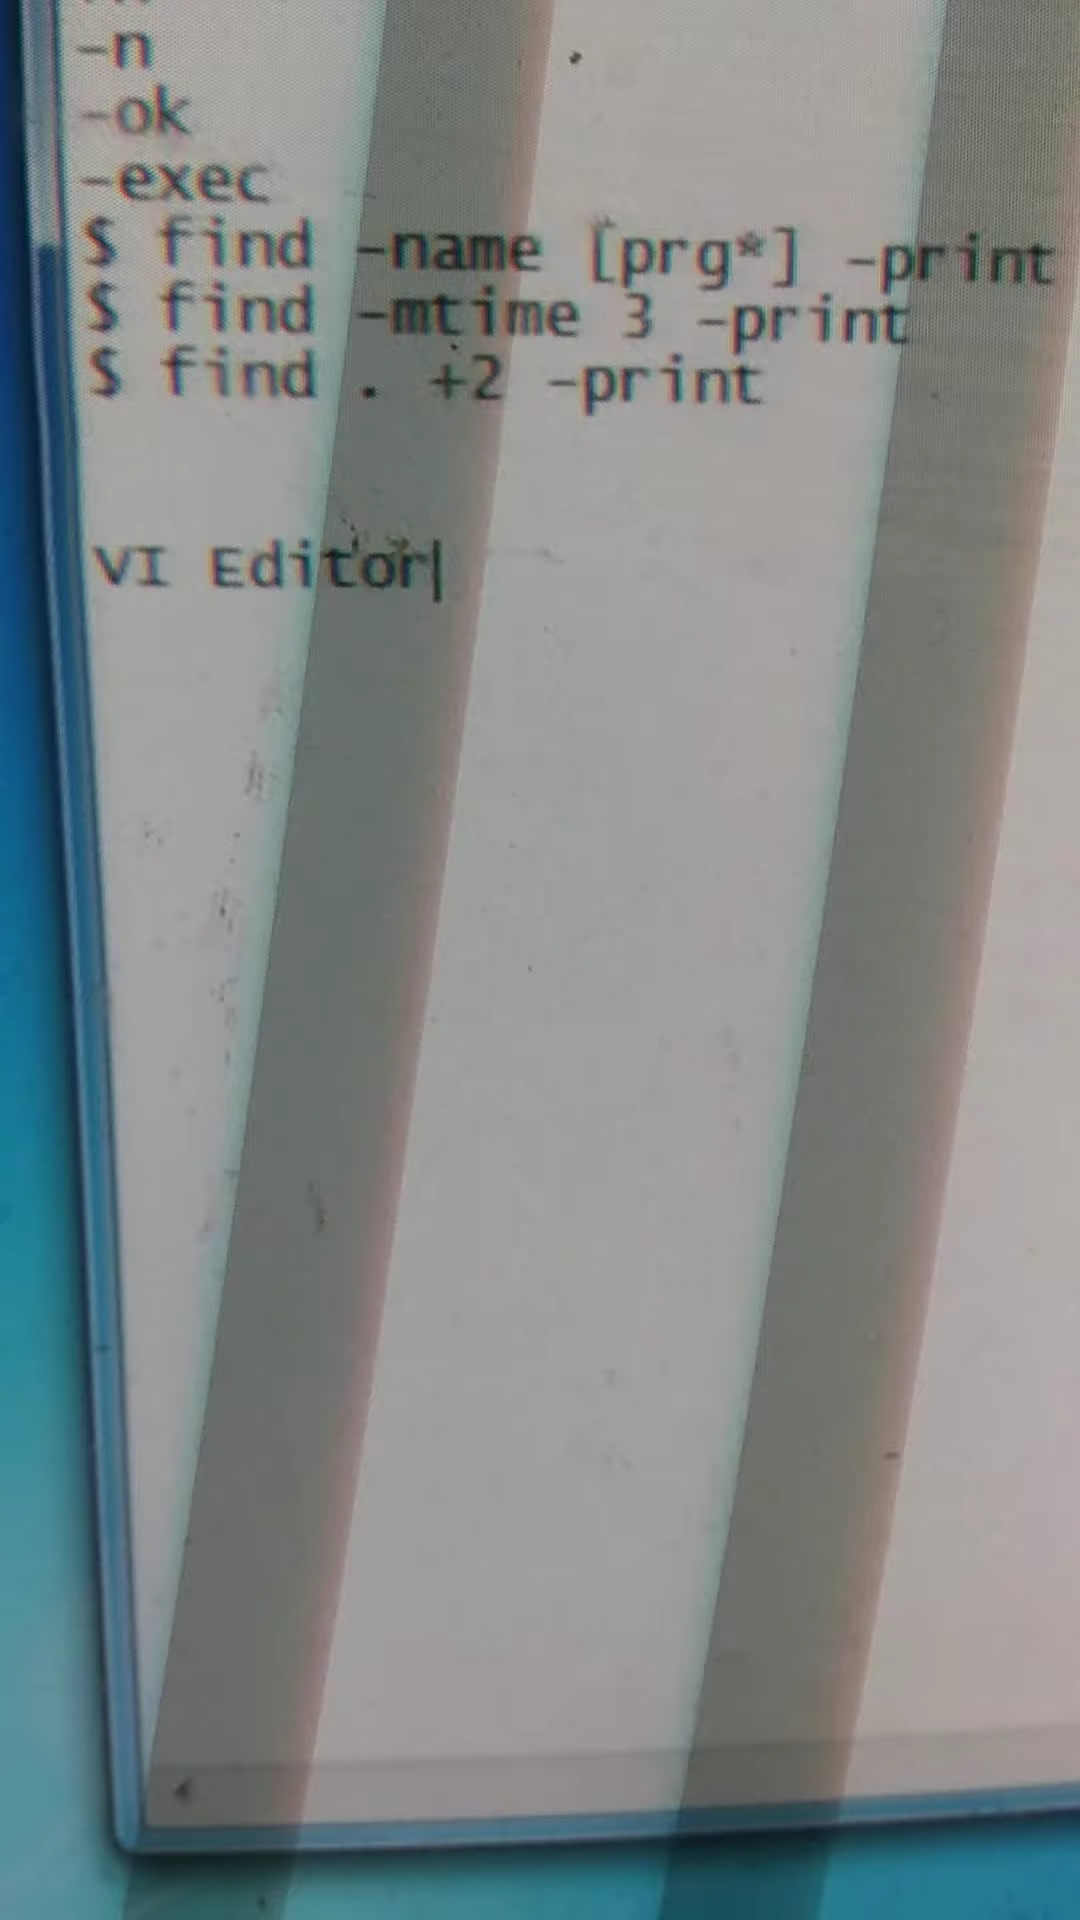 -n
-ok
-exec
$ find -name [prg*] -print
$ find -mtime 3 -print
$ find . +2 -print
VI Editor